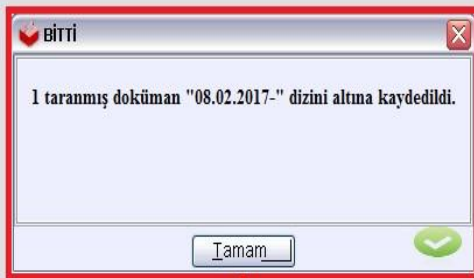 BİTTİ
1 taranmış doküman "08.02.2017-" dizini altına kaydedildi.
Tamam